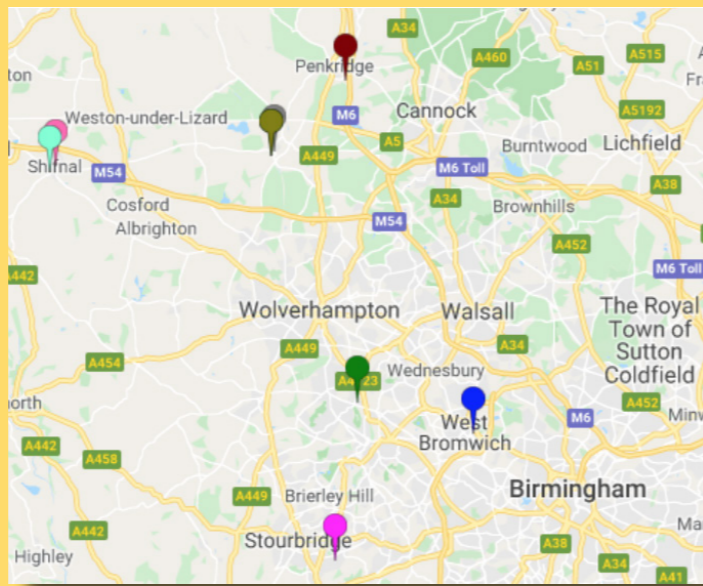 A34
A460
A51
A515
ton
Penkridge
Fra
A5192
Weston-under-Lizard
M6
Cannock
A5
Burntwood
Lichfield
Shifnal
M54
A449
M6 Toll
A38
Cosford
A34
Brownhills
Albrighton
M54
A452
M6 Toll
A442
Wolverhampton
Walsall
The Royal
Town of
Sutton
Coldfield
A449
A34
A454
Wednesbury
north
A452
M6
Minw
West
Bromwich
A442
A458
Birmingham
A449
Brierley Hill
A442
Ma
Stourbridge
A38
Highley
A34
A41